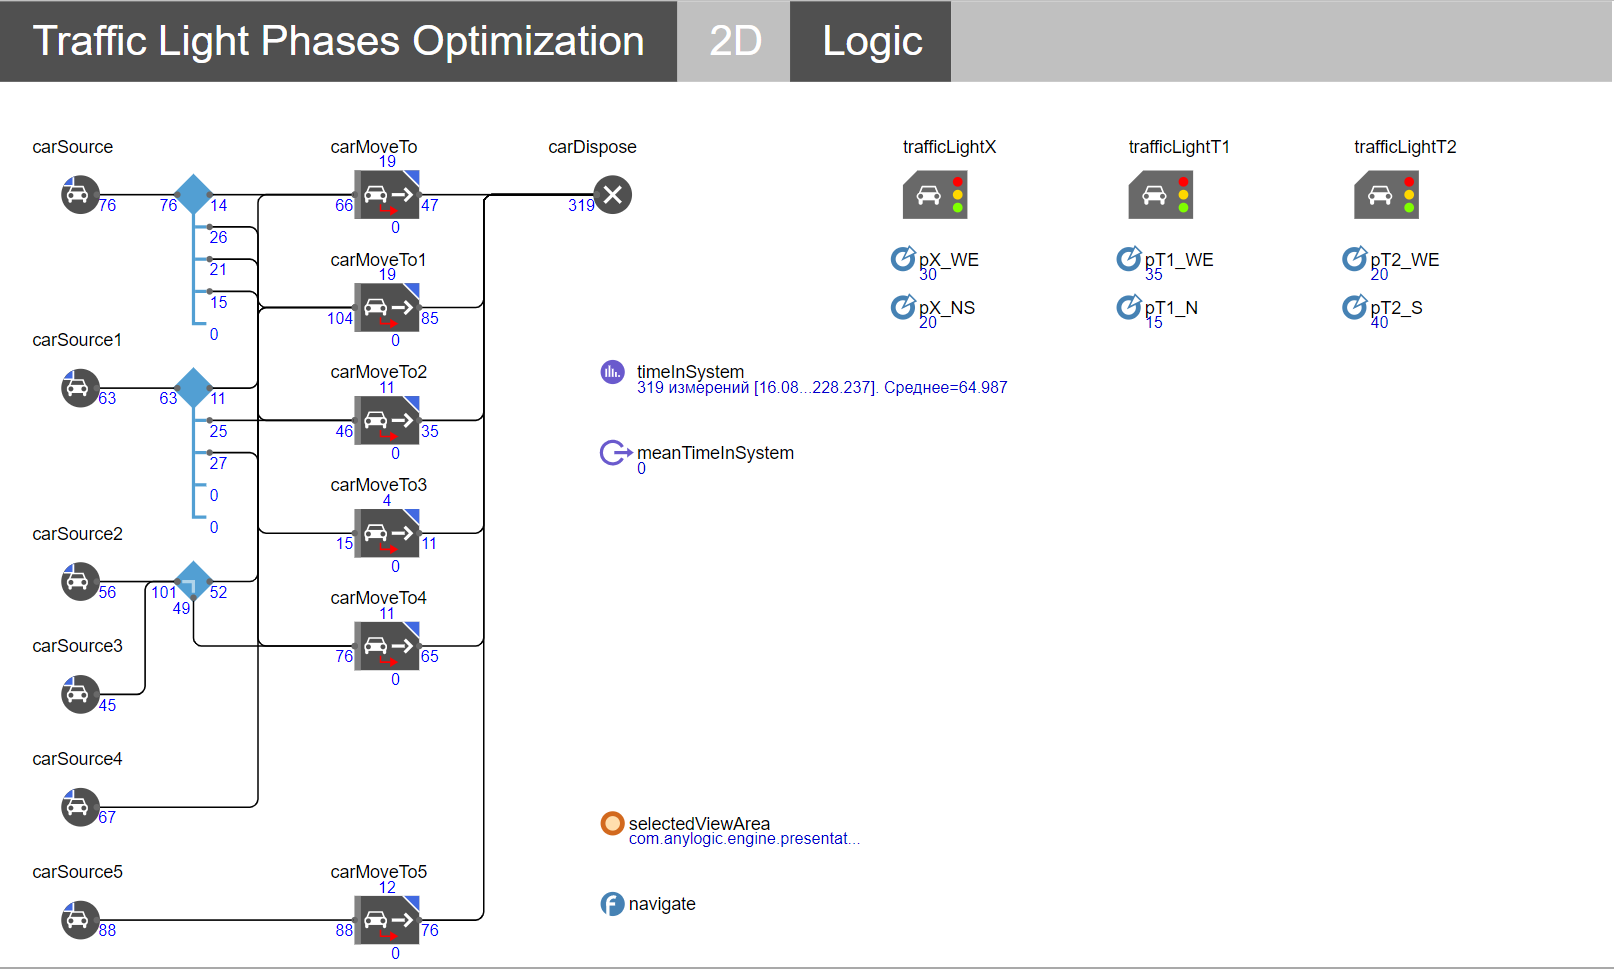 Traffic Light Phases Optimization 2D Logic
carSource carMoveTo carDispose trafficLightX trafficLightT1 trafficLightT2
19
76 76 14 66 47 319
26 0
21 carMoveTo1 pX_WE pT1_WE pT2_WE
19 30 35 20
15 104 85 pX_NS pT1_N pT2_S
20 15 40
0 0
carSource1
carMoveTo2 timeInSystem
11 319 измерений [16.08...228.237]. Среднее=64.987
63 63 11
25 46 35
27 0 meanTimeInSystem
0
carMoveTo3
0 4
0
carSource2
15 11
0
56 101 52
49 carMoveTo4
11
carSource3
76 65
0
45
carSource4
67
selectedViewArea
com.anylogic.engine.presentat...
carSource5 carMoveTo5
12
navigate
88 88 76
0